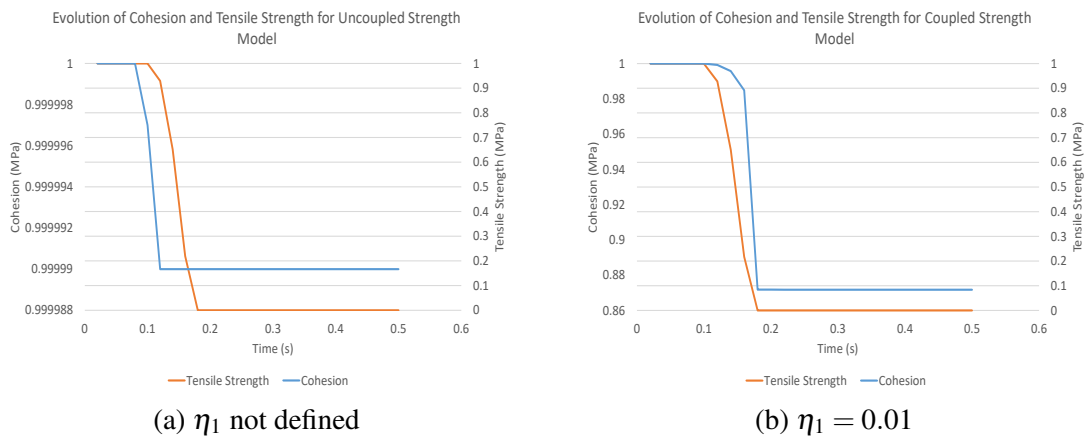 Evolution of Cohesion and Tensile Strength for Uncoupled Strength
Model
1
0.999998
0.999996
0.999994
0.999992
0.99999
0.999988
Cohesion (MPa)
1
0.9
0.8
0.7
0.6
0.5
0.4
0.3
0.2
0.1
0
Tensile Strength (MPa)
0 0.1 0.2 0.3 0.4 0.5 0.6
Time (s)
Tensile Strength Cohesion
(a) η₁ not defined
Evolution of Cohesion and Tensile Strength for Coupled Strength
Model
1
0.98
0.96
0.94
0.92
0.9
0.88
0.86
Cohesion (MPa)
1
0.9
0.8
0.7
0.6
0.5
0.4
0.3
0.2
0.1
0
Tensile Strength (MPa)
0 0.1 0.2 0.3 0.4 0.5 0.6
Time (s)
Tensile Strength Cohesion
(b) η₁ = 0.01